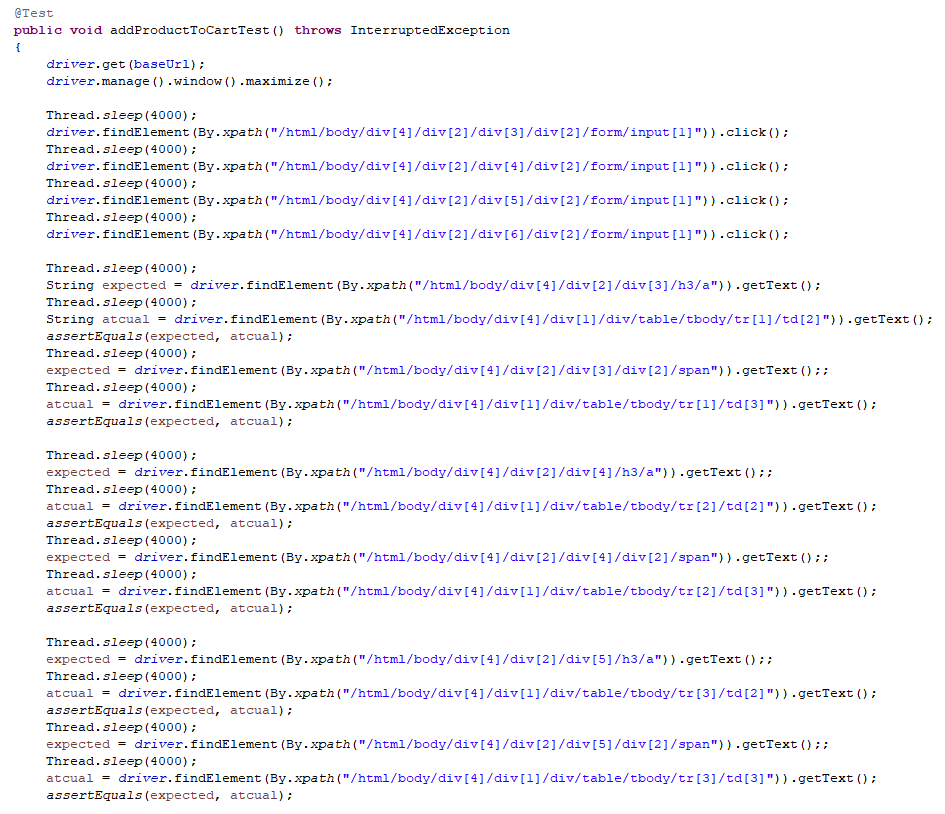 @Test
public void addProductToCartTest() throws InterruptedException
{
driver.get(baseUrl);
driver.manage().window().maximize();
Thread.sleep(4000);
driver.findElement(By.xpath("/html/body/div[4]/div[2]/div[3]/div[2]/form/input[1]")).click();
Thread.sleep(4000);
driver.findElement(By.xpath("/html/body/div[4]/div[2]/div[4]/div[2]/form/input[1]")).click();
Thread.sleep(4000);
driver.findElement(By.xpath("/html/body/div[4]/div[2]/div[5]/div[2]/form/input[1]")).click();
Thread.sleep(4000);
driver.findElement(By.xpath("/html/body/div[4]/div[2]/div[6]/div[2]/form/input[1]")).click();
Thread.sleep(4000);
String expected = driver.findElement(By.xpath("/html/body/div[4]/div[2]/div[3]/h3/a")).getText();
Thread.sleep(4000);
String atcual = driver.findElement(By.xpath("/html/body/div[4]/div[1]/div/table/tbody/tr[1]/td[2]")).getText();
assertEquals(expected, atcual);
Thread.sleep(4000);
expected = driver.findElement(By.xpath("/html/body/div[4]/div[2]/div[3]/div[2]/span")).getText();;
Thread.sleep(4000);
atcual = driver.findElement(By.xpath("/html/body/div[4]/div[1]/div/table/tbody/tr[1]/td[3]")).getText();
assertEquals(expected, atcual);
Thread.sleep(4000);
expected = driver.findElement(By.xpath("/html/body/div[4]/div[2]/div[4]/h3/a")).getText();;
Thread.sleep(4000);
atcual = driver.findElement(By.xpath("/html/body/div[4]/div[1]/div/table/tbody/tr[2]/td[2]")).getText();
assertEquals(expected, atcual);
Thread.sleep(4000);
expected = driver.findElement(By.xpath("/html/body/div[4]/div[2]/div[4]/div[2]/span")).getText();;
Thread.sleep(4000);
atcual = driver.findElement(By.xpath("/html/body/div[4]/div[1]/div/table/tbody/tr[2]/td[3]")).getText();
assertEquals(expected, atcual);
Thread.sleep(4000);
expected = driver.findElement(By.xpath("/html/body/div[4]/div[2]/div[5]/h3/a")).getText();;
Thread.sleep(4000);
atcual = driver.findElement(By.xpath("/html/body/div[4]/div[1]/div/table/tbody/tr[3]/td[2]")).getText();
assertEquals(expected, atcual);
Thread.sleep(4000);
expected = driver.findElement(By.xpath("/html/body/div[4]/div[2]/div[5]/div[2]/span")).getText();;
Thread.sleep(4000);
atcual = driver.findElement(By.xpath("/html/body/div[4]/div[1]/div/table/tbody/tr[3]/td[3]")).getText();
assertEquals(expected, atcual);